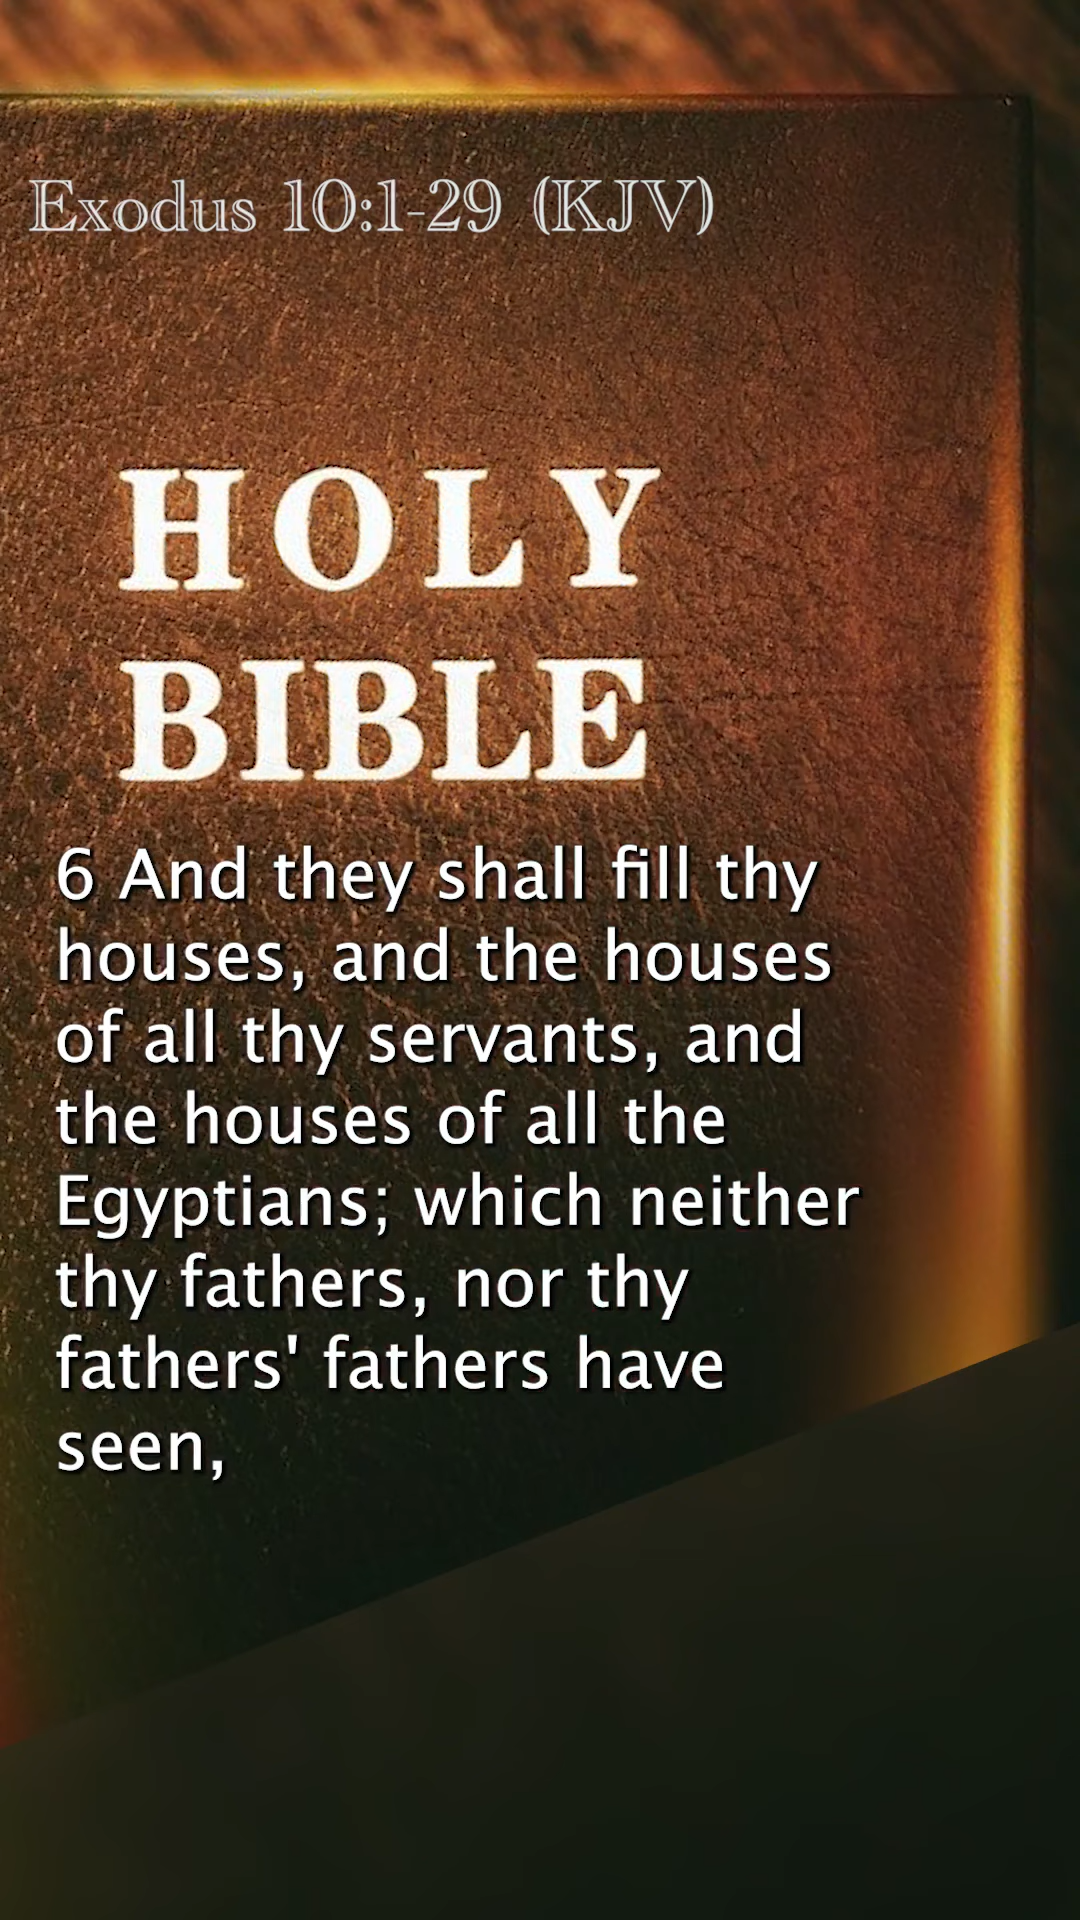 Exodus 10:1-29 (KJV)
HOLY
BIBLE
6 And they shall fill thy
houses, and the houses
of all thy servants, and
the houses of all the
Egyptians; which neither
thy fathers, nor thy
fathers' fathers have
seen,